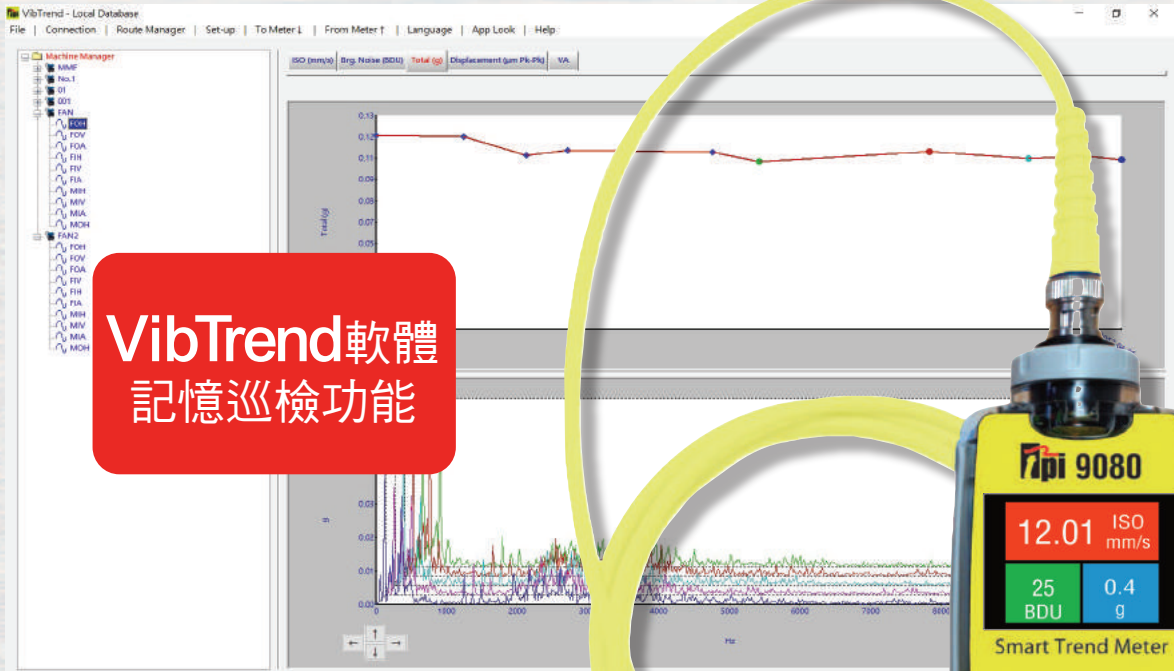 VibTrend - Local Database
File | Connection | Route Manager | Set-up | To Meter↓ | From Meter↑ | Language | App Look | Help
Machine Manager
MMF
No.1
01
001
FAN
FOH
FOV
FOA
FIH
FIV
FIA
MIH
MIV
MIA
MOH
FAN2
FOH
FOV
FOA
FIV
FIH
FIA
MIH
MIV
MIA
MOH
ISO (mm/s) Brg. Noise (BDU) Total (g) Displacement (µm Pk-Pk) VA
0.13
0.12
0.11
0.09
0.08
0.07
0.05
Total (g)
VibTrend軟體
記憶巡檢功能
0.03
0.02
0.01
0.00
g
0 1000 2000 3000 4000 5000 6000 7000 8000
Hz
← ↑ ↓ →
tpi 9080
12.01 ISO mm/s
25 BDU
0.4 g
Smart Trend Meter